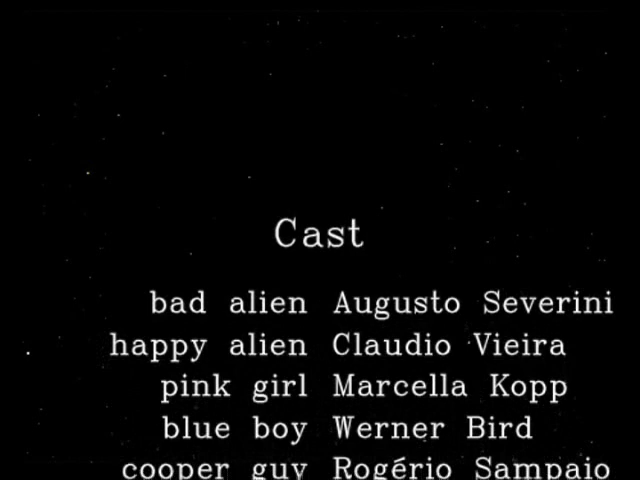 Cast
bad alien Augusto Severini
happy alien Claudio Vieira
pink girl Marcella Kopp
blue boy Werner Bird
cooper guy Rogério Sampaio